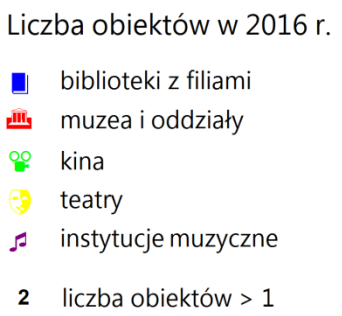 Liczba obiektów w 2016 r.
biblioteki z filiami
muzea i oddziały
kina
teatry
instytucje muzyczne
2 liczba obiektów > 1